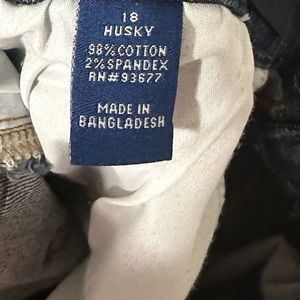 18
HUSKY
98% COTTON
2% SPANDEX
RN#93677
MADE IN
BANGLADESH